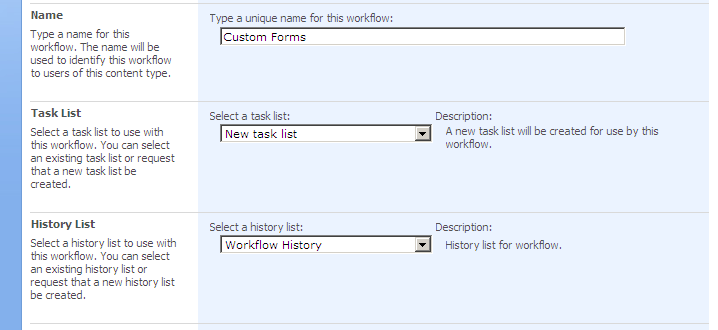 Name
Type a name for this
workflow. The name will be
used to identify this workflow
to users of this content type.
Type a unique name for this workflow:
Custom Forms
Task List
Select a task list to use with
this workflow. You can select
an existing task list or request
that a new task list be
created.
Select a task list:
New task list
Description:
A new task list will be created for use by this
workflow.
History List
Select a history list to use with
this workflow. You can select
an existing history list or
request that a new history list
be created.
Select a history list:
Workflow History
Description:
History list for workflow.